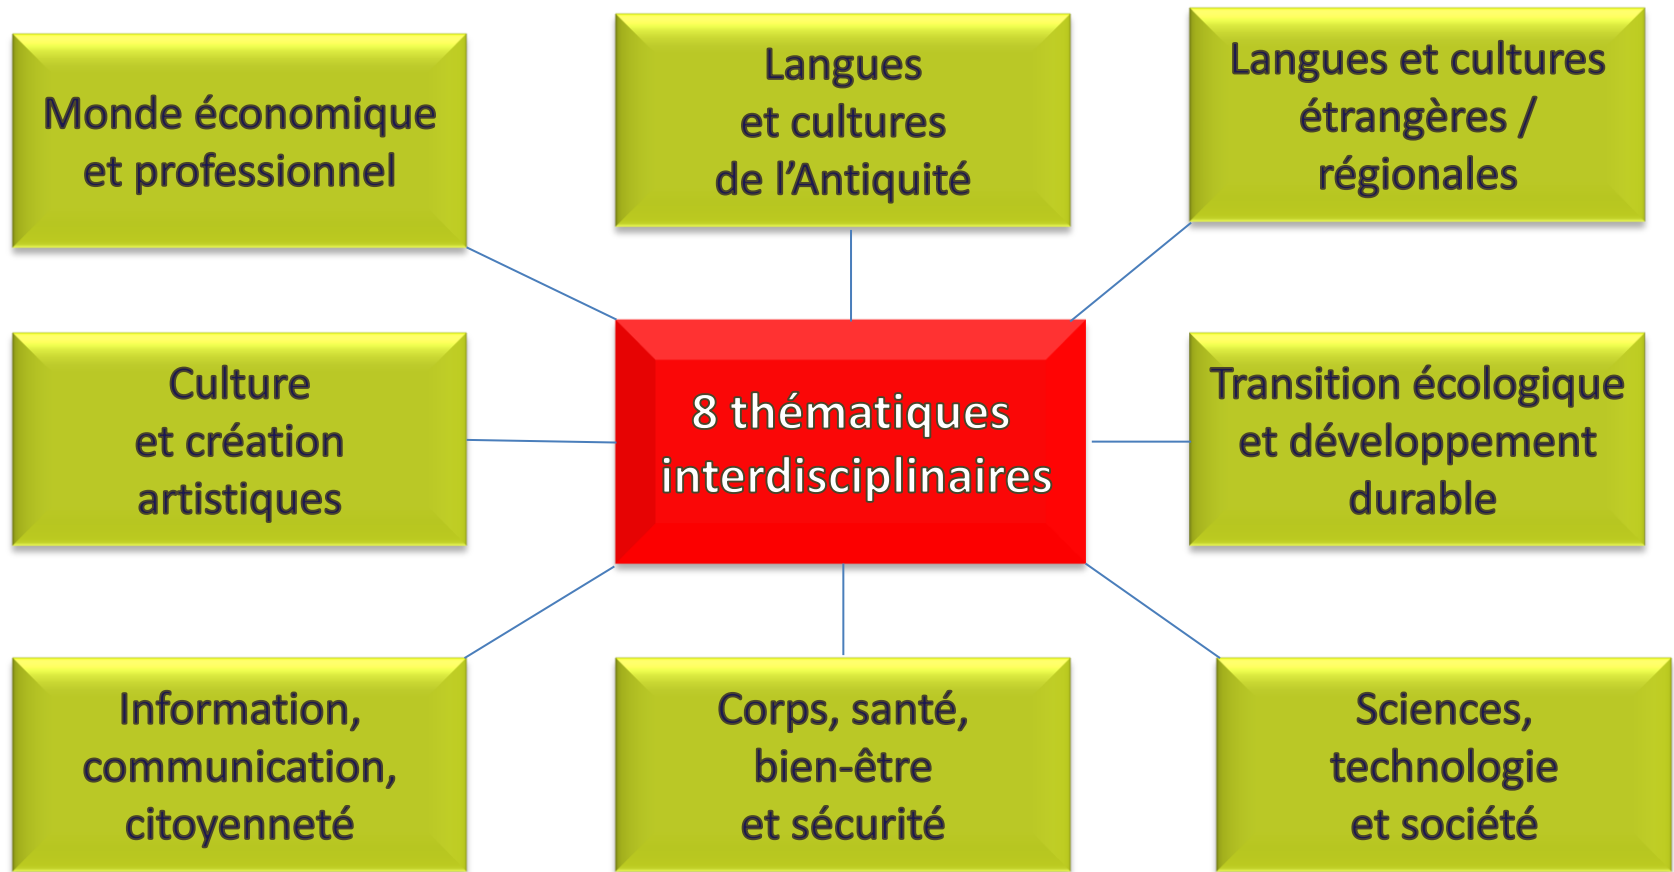 Monde économique
et professionnel
Langues
et cultures
de l’Antiquité
Langues et cultures
étrangères /
régionales
Culture
et création
artistiques
8 thématiques
interdisciplinaires
Transition écologique
et développement
durable
Information,
communication,
citoyenneté
Corps, santé,
bien-être
et sécurité
Sciences,
technologie
et société